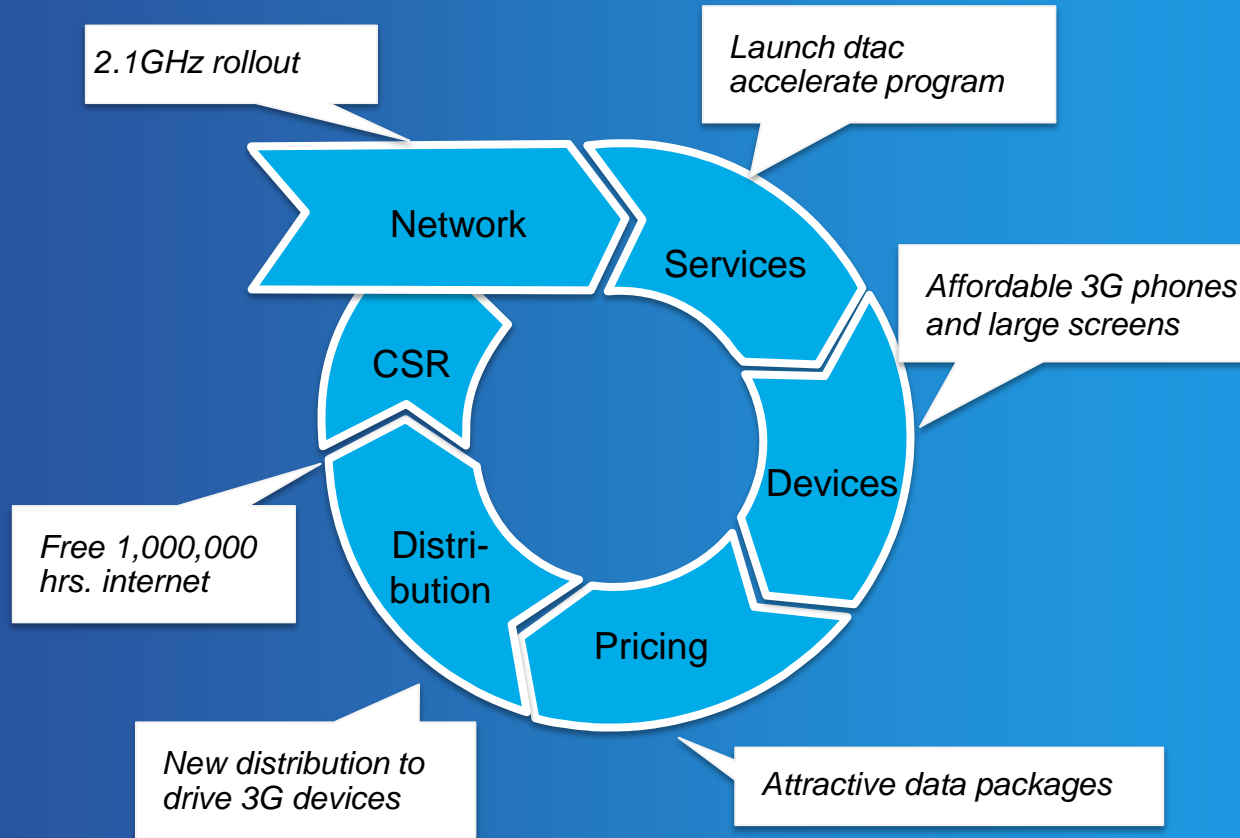 2.1GHz rollout
Launch dtac
accelerate program
Network
Services
Affordable 3G phones
and large screens
CSR
Devices
Free 1,000,000
hrs. internet
Distri-
bution
Pricing
New distribution to
drive 3G devices
Attractive data packages